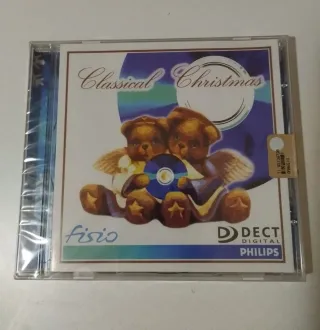 Classical Christmas
fisio
DECT
DIGITAL
PHILIPS